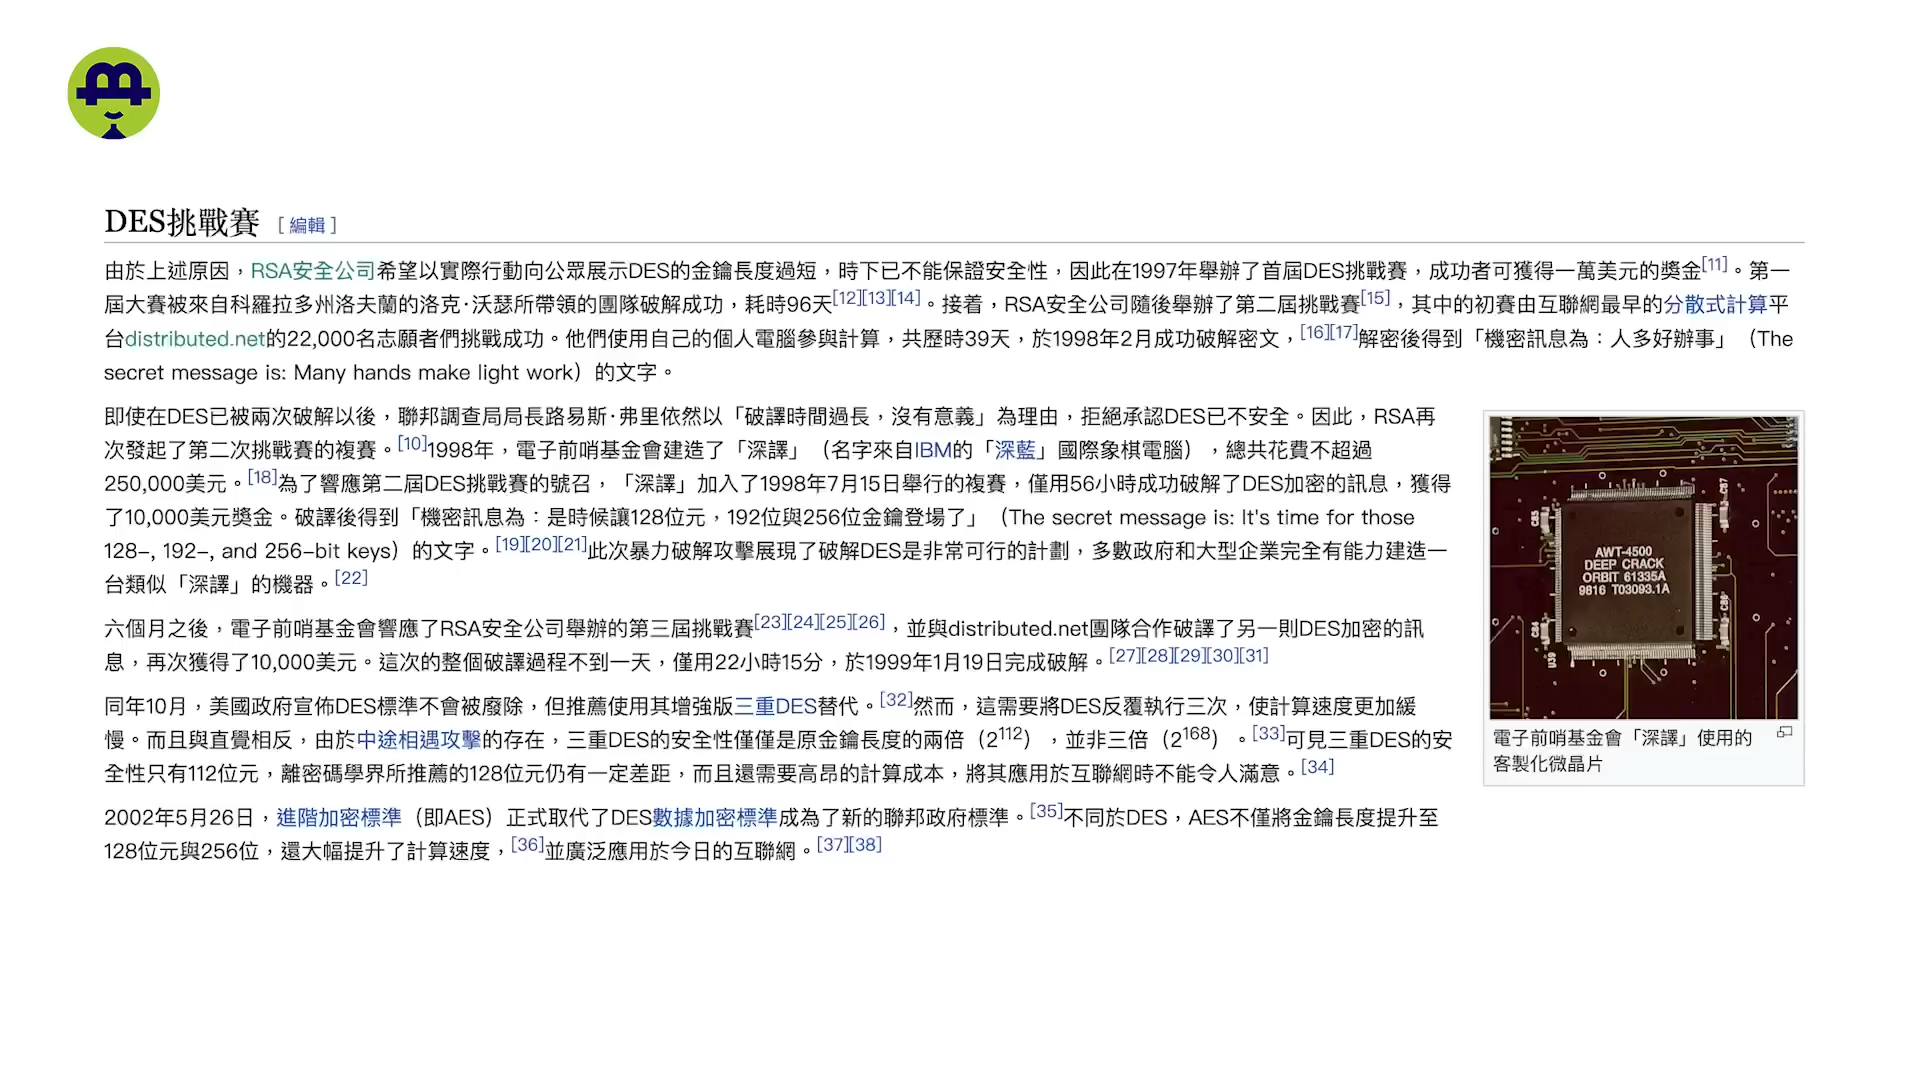 DES挑戰賽 [ 編輯 ]
由於上述原因，RSA安全公司希望以實際行動向公眾展示DES的金鑰長度過短，時下已不能保證安全性，因此在1997年舉辦了首屆DES挑戰賽，成功者可獲得一萬美元的獎金[11]。第一
屆大賽被來自科羅拉多州洛夫蘭的洛克·沃瑟所帶領的團隊破解成功，耗時96天[12][13][14]。接着，RSA安全公司隨後舉辦了第二屆挑戰賽[15]，其中的初賽由互聯網最早的分散式計算平
台distributed.net的22,000名志願者們挑戰成功。他們使用自己的個人電腦參與計算，共歷時39天，於1998年2月成功破解密文，[16][17]解密後得到「機密訊息為：人多好辦事」（The
secret message is: Many hands make light work）的文字。
即使在DES已被兩次破解以後，聯邦調查局局長路易斯·弗里依然以「破譯時間過長，沒有意義」為理由，拒絕承認DES已不安全。因此，RSA再
次發起了第二次挑戰賽的複賽。[10]1998年，電子前哨基金會建造了「深譯」（名字來自IBM的「深藍」國際象棋電腦），總共花費不超過
250,000美元。[18]為了響應第二屆DES挑戰賽的號召，「深譯」加入了1998年7月15日舉行的複賽，僅用56小時成功破解了DES加密的訊息，獲得
了10,000美元獎金。破譯後得到「機密訊息為：是時候讓128位元，192位與256位金鑰登場了」（The secret message is: It's time for those
128-, 192-, and 256-bit keys）的文字。[19][20][21]此次暴力破解攻擊展現了破解DES是非常可行的計劃，多數政府和大型企業完全有能力建造一
台類似「深譯」的機器。[22]
六個月之後，電子前哨基金會響應了RSA安全公司舉辦的第三屆挑戰賽[23][24][25][26]，並與distributed.net團隊合作破譯了另一則DES加密的訊
息，再次獲得了10,000美元。這次的整個破譯過程不到一天，僅用22小時15分，於1999年1月19日完成破解。[27][28][29][30][31]
同年10月，美國政府宣佈DES標準不會被廢除，但推薦使用其增強版三重DES替代。[32]然而，這需要將DES反覆執行三次，使計算速度更加緩
慢。而且與直覺相反，由於中途相遇攻擊的存在，三重DES的安全性僅僅是原金鑰長度的兩倍（2^112），並非三倍（2^168）。[33]可見三重DES的安
全性只有112位元，離密碼學界所推薦的128位元仍有一定差距，而且還需要高昂的計算成本，將其應用於互聯網時不能令人滿意。[34]
2002年5月26日，進階加密標準（即AES）正式取代了DES數據加密標準成為了新的聯邦政府標準。[35]不同於DES，AES不僅將金鑰長度提升至
128位元與256位，還大幅提升了計算速度，[36]並廣泛應用於今日的互聯網。[37][38]
C87
C85
AWT-4500
DEEP CRACK
ORBIT 61335A
9816 T03093.1A
C86
C84
U39
電子前哨基金會「深譯」使用的
客製化微晶片